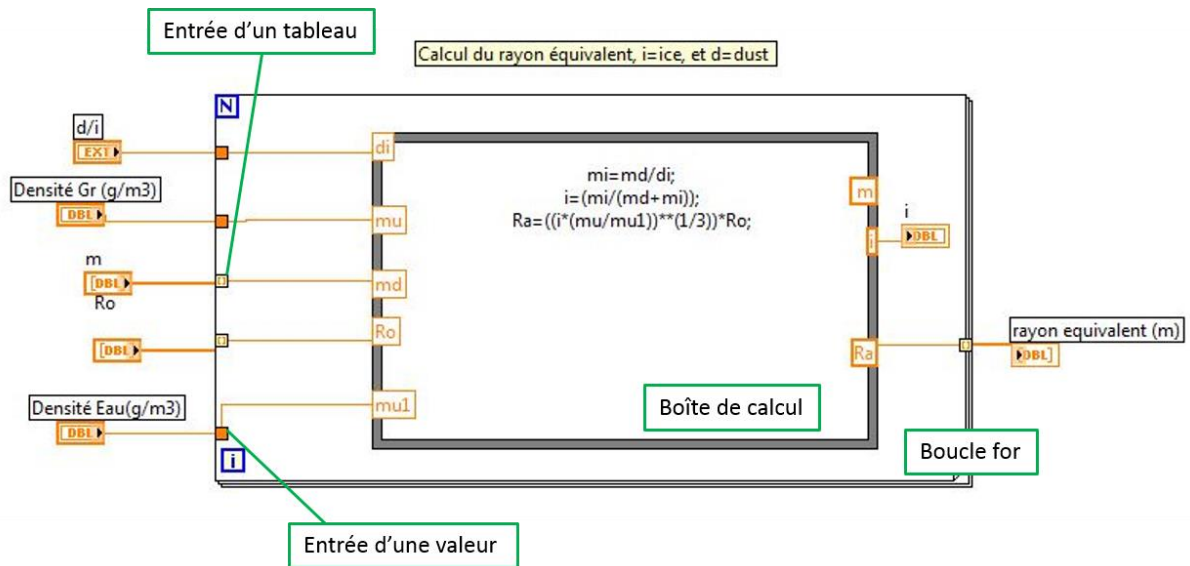 Entrée d'un tableau
Calcul du rayon équivalent, i=ice, et d=dust
N
d/i
EXT
di
mi=md/di;
i=(mi/(md+mi));
Ra=((i*(mu/mu1))**(1/3))*Ro;
m
Densité Gr (g/m3)
DBL
mu
i
DBL
i
m
[DBL]
md
Ro
[DBL]
Ro
Ra
rayon equivalent (m)
DBL]
Densité Eau(g/m3)
DBL
mu1
Boîte de calcul
i
Boucle for
Entrée d'une valeur